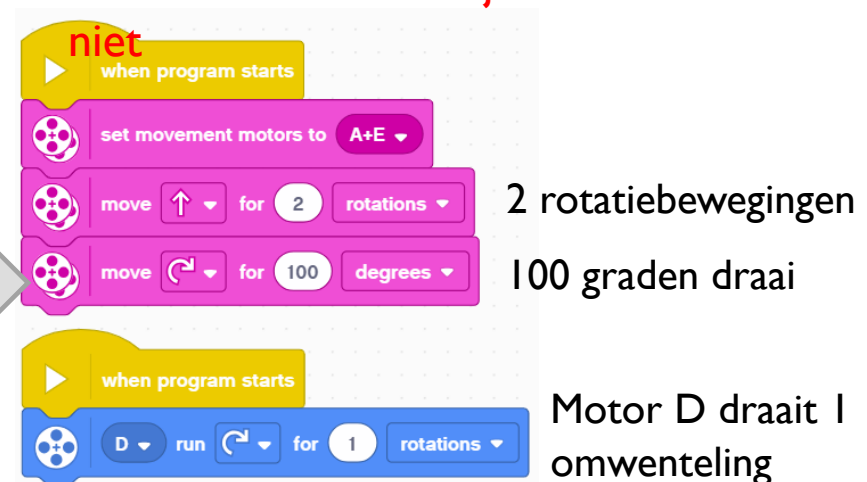 niet
when program starts
set movement motors to A+E
move for 2 rotations
2 rotatiebewegingen
move for 100 degrees
100 graden draai
when program starts
D run for 1 rotations
Motor D draait 1
omwenteling